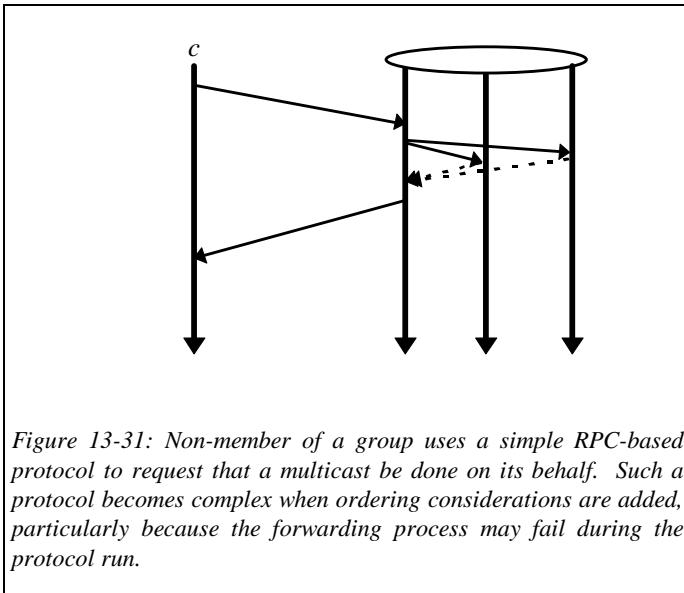 c
Figure 13-31: Non-member of a group uses a simple RPC-based
protocol to request that a multicast be done on its behalf. Such a
protocol becomes complex when ordering considerations are added,
particularly because the forwarding process may fail during the
protocol run.